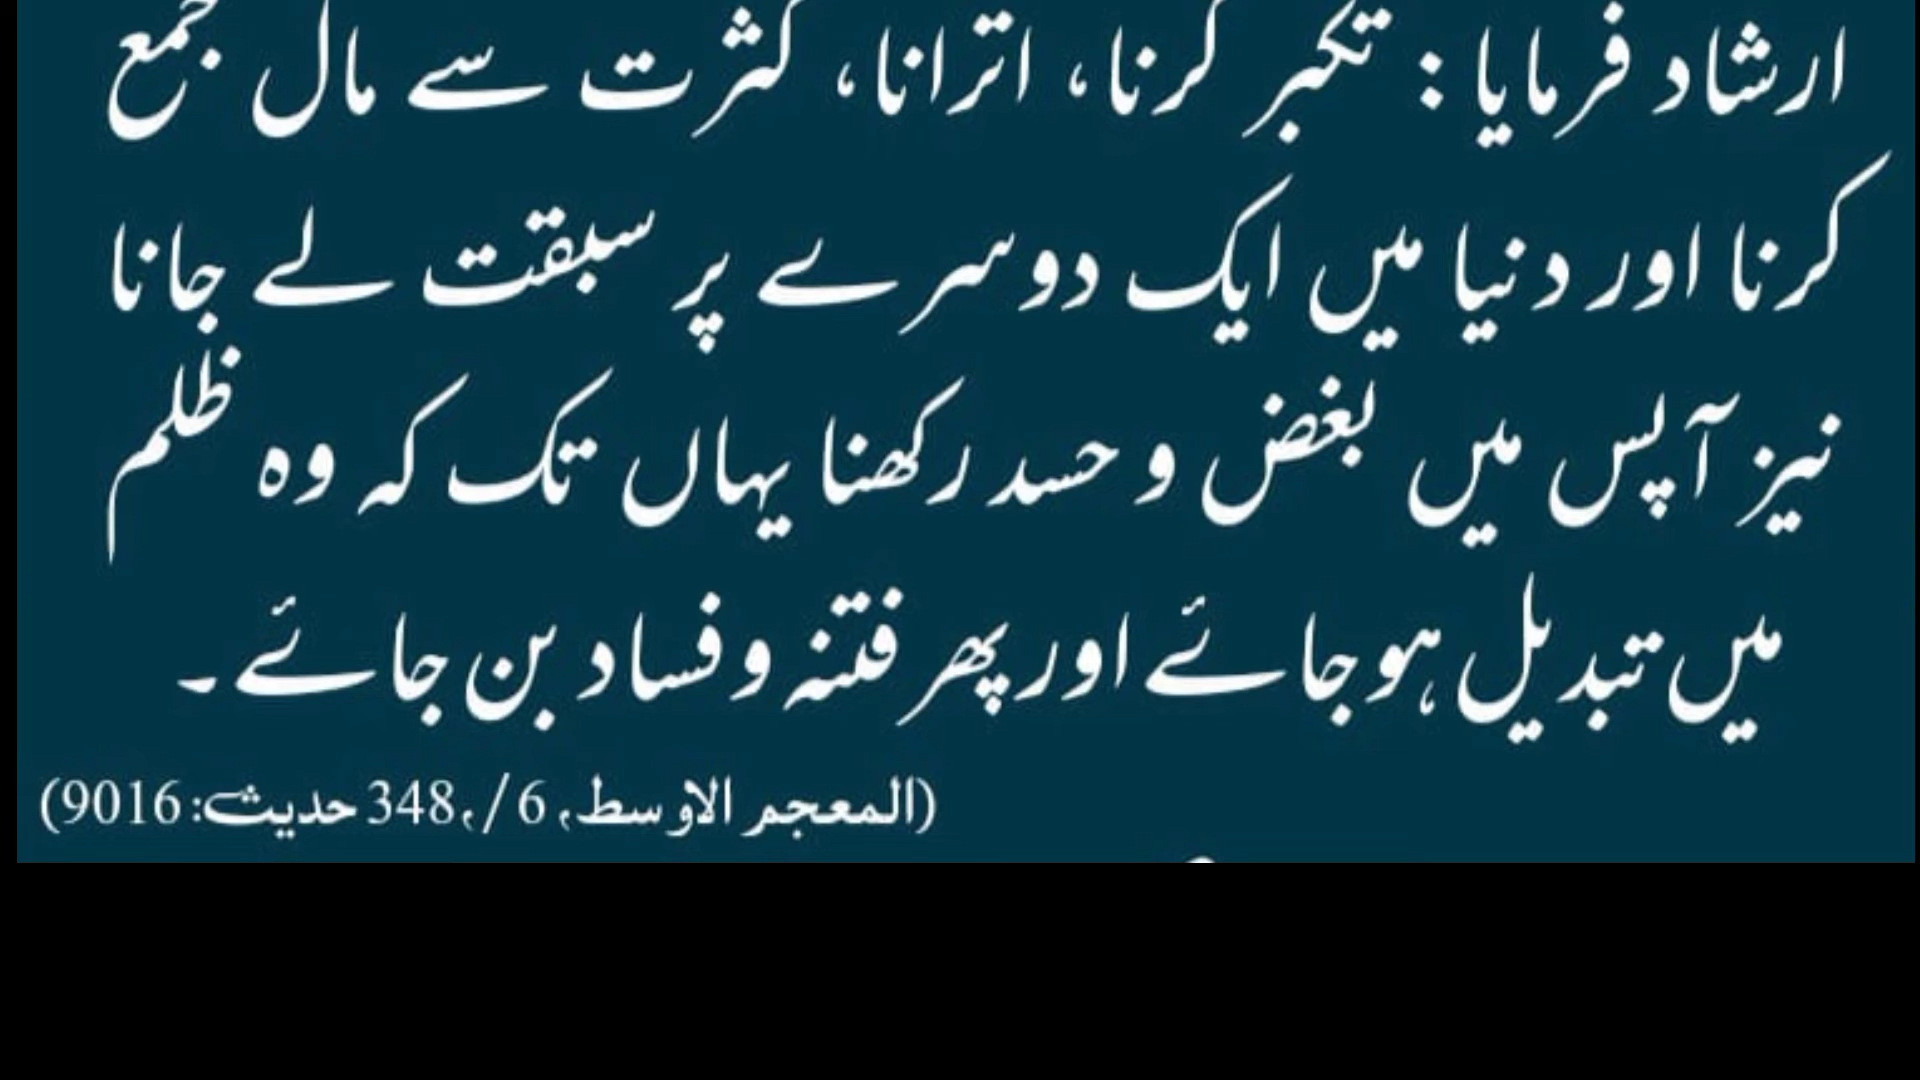 ارشاد فرمایا : تکبر کرنا، اترانا، کثرت سے مال جمع
کرنا اور دنیا میں ایک دوسرے پر سبقت لے جانا
نیز آپس میں بغض و حسد رکھنا یہاں تک کہ وہ ظلم
میں تبدیل ہوجائے اور پھر فتنہ و فساد بن جائے۔
(المعجم الاوسط، 6/،348 حدیث: 9016)